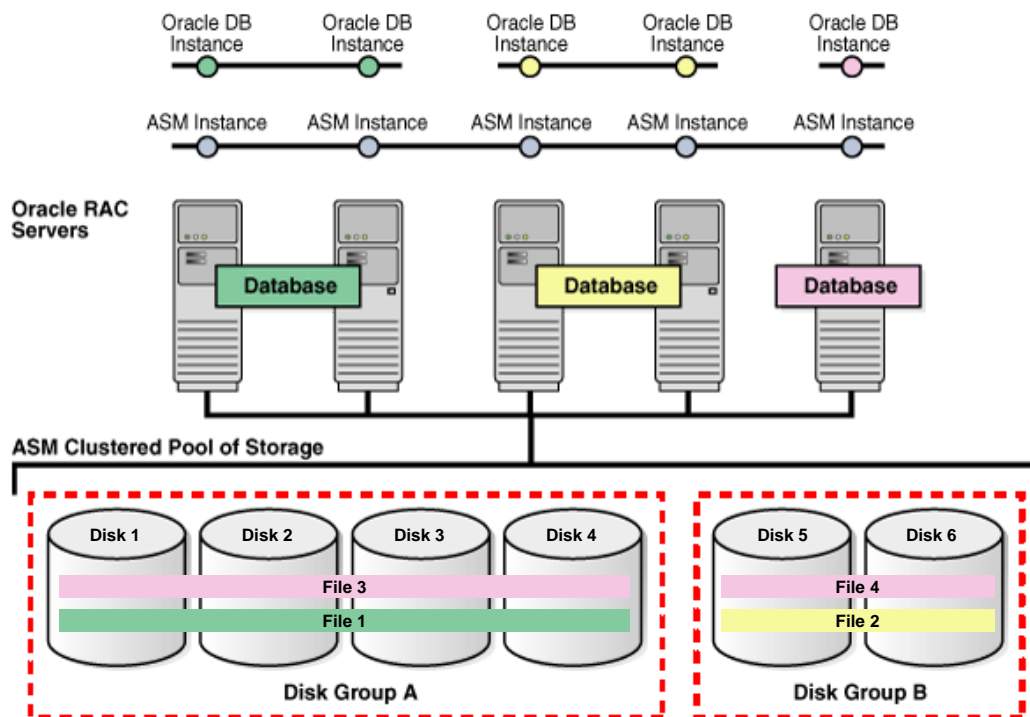 Oracle DB Instance
Oracle DB Instance
Oracle DB Instance
Oracle DB Instance
Oracle DB Instance
ASM Instance
ASM Instance
ASM Instance
ASM Instance
ASM Instance
Oracle RAC
Servers
Database
Database
Database
ASM Clustered Pool of Storage
Disk 1
Disk 2
Disk 3
Disk 4
Disk 5
Disk 6
File 3
File 4
File 1
File 2
Disk Group A
Disk Group B